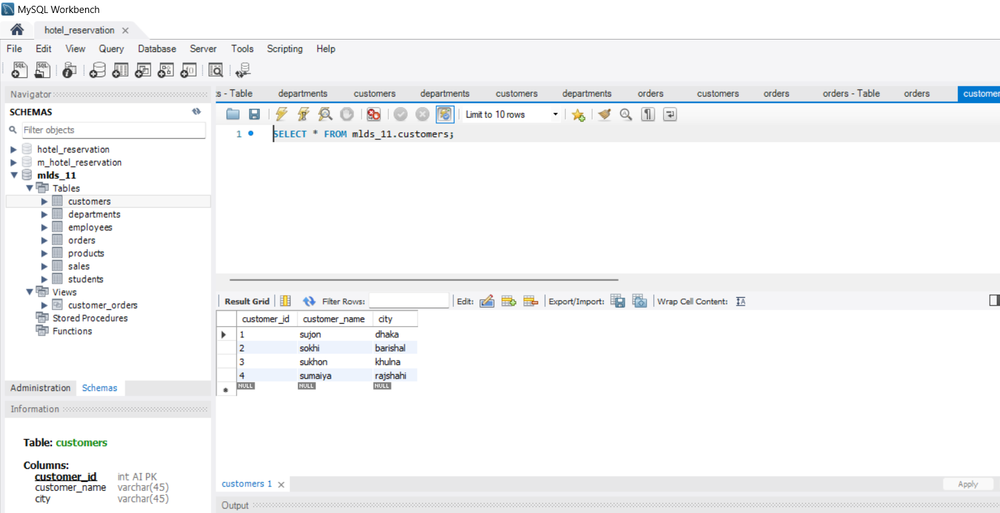 MySQL Workbench
hotel_reservation
File Edit View Query Database Server Tools Scripting Help
Navigator
SCHEMAS
Filter objects
hotel_reservation
m_hotel_reservation
mlds_11
Tables
customers
departments
employees
orders
products
sales
students
Views
customer_orders
Stored Procedures
Functions
Administration Schemas
Information
Table: customers
Columns:
customer_id int AI PK
customer_name varchar(45)
city varchar(45)
s - Table departments customers departments customers departments orders customers orders orders - Table orders customer
Limit to 10 rows
1 SELECT * FROM mlds_11.customers;
Result Grid Filter Rows: Edit: Export/Import: Wrap Cell Content: IA
customer_id customer_name city
1 sujon dhaka
2 sokhi barishal
3 sukhon khulna
4 sumaiya rajshahi
NULL NULL NULL
customers 1
Apply
Output